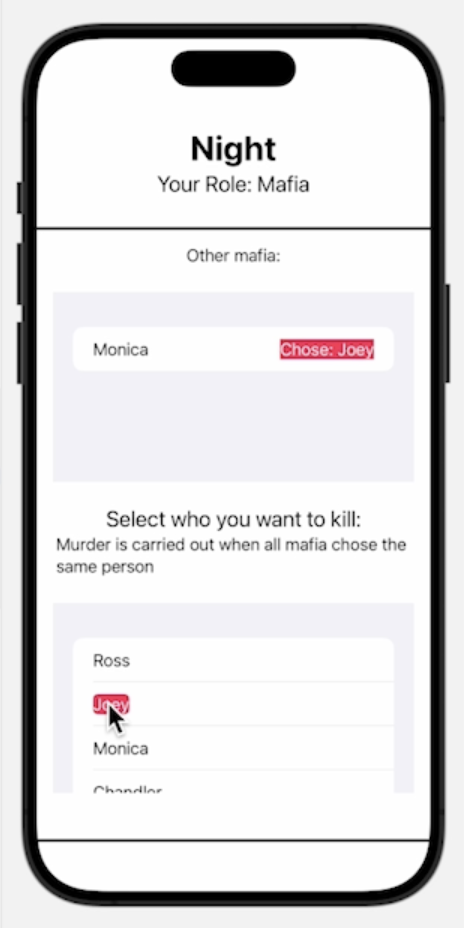 Night
Your Role: Mafia
Other mafia:
Monica
Chose: Joey
Select who you want to kill:
Murder is carried out when all mafia chose the
same person
Ross
Joey
Monica
Chandler